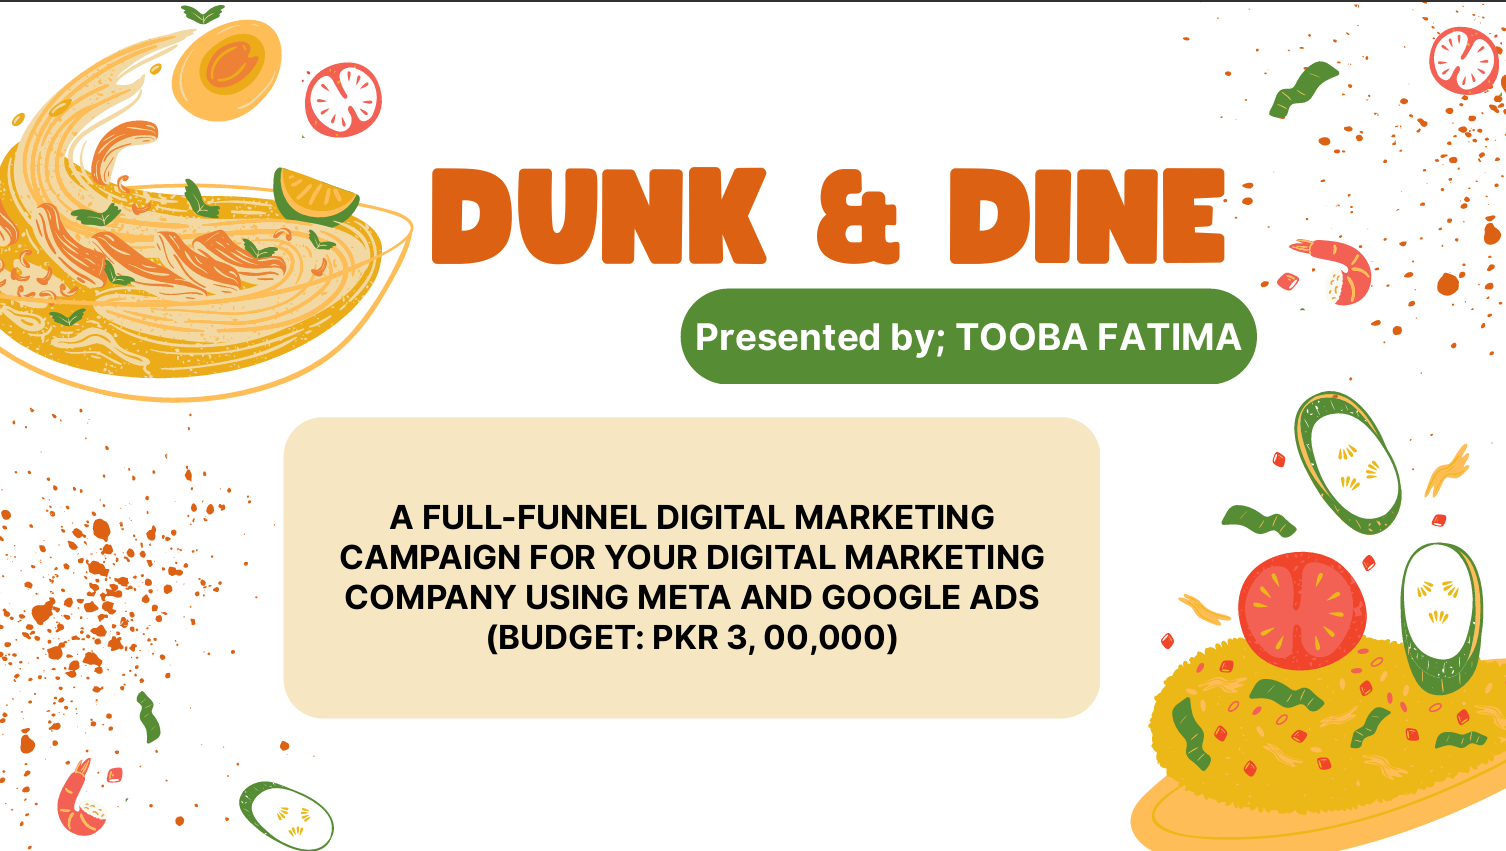 DUNK & DINE
Presented by; TOOBA FATIMA
A FULL-FUNNEL DIGITAL MARKETING
CAMPAIGN FOR YOUR DIGITAL MARKETING
COMPANY USING META AND GOOGLE ADS
(BUDGET: PKR 3, 00,000)